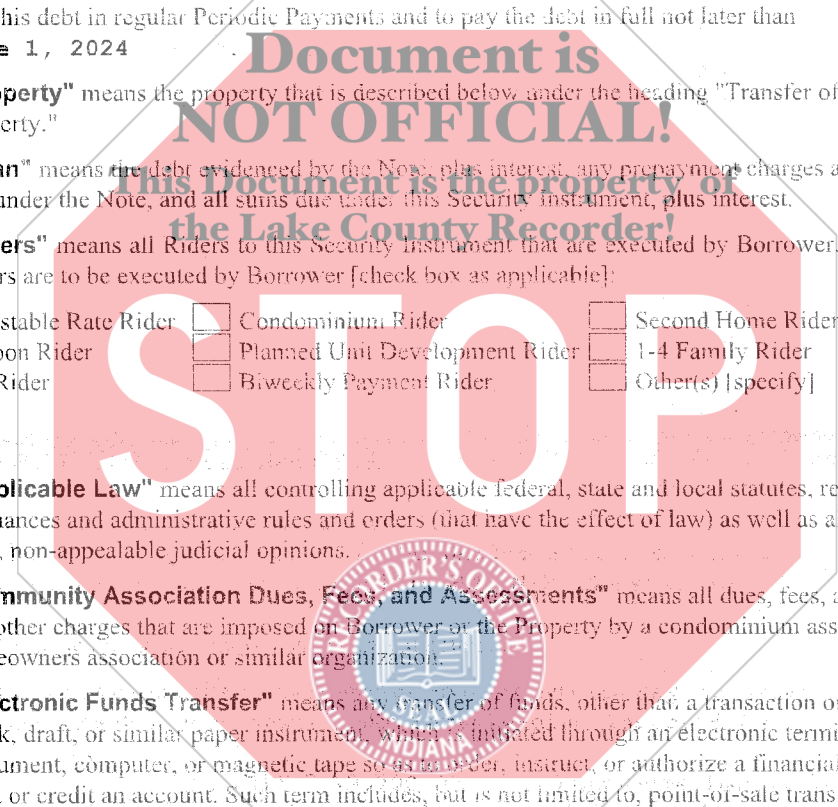 his debt in regular Periodic Payments and to pay the debt in full not later than
e 1, 2024
Document is
operty" means the property that is described below under the heading "Transfer of
NOT OFFICIAL!
erty."
an" means the debt evidenced by the Note, plus interest, any prepayment charges a
This Document is the property of
under the Note, and all sums due under this Security Instrument, plus interest.
the Lake County Recorder!
ers" means all Riders to this Security Instrument that are executed by Borrower.
rs are to be executed by Borrower [check box as applicable]:
stable Rate Rider Condominium Rider Second Home Rider
oon Rider Planned Unit Development Rider 1-4 Family Rider
Rider Biweekly Payment Rider Other(s) [specify]
STOP
plicable Law" means all controlling applicable federal, state and local statutes, re
nances and administrative rules and orders (that have the effect of law) as well as a
, non-appealable judicial opinions.
mmunity Association Dues, Fees, and Assessments" means all dues, fees, a
other charges that are imposed on Borrower or the Property by a condominium ass
eowners association or similar organization.
RECORDER'S OFFICE
SEAL
INDIANA
ctronic Funds Transfer" means any transfer of funds, other than a transaction o
k, draft, or similar paper instrument, which is initiated through an electronic termi
ument, computer, or magnetic tape so as to order, instruct, or authorize a financial
or credit an account. Such term includes, but is not limited to, point-of-sale trans